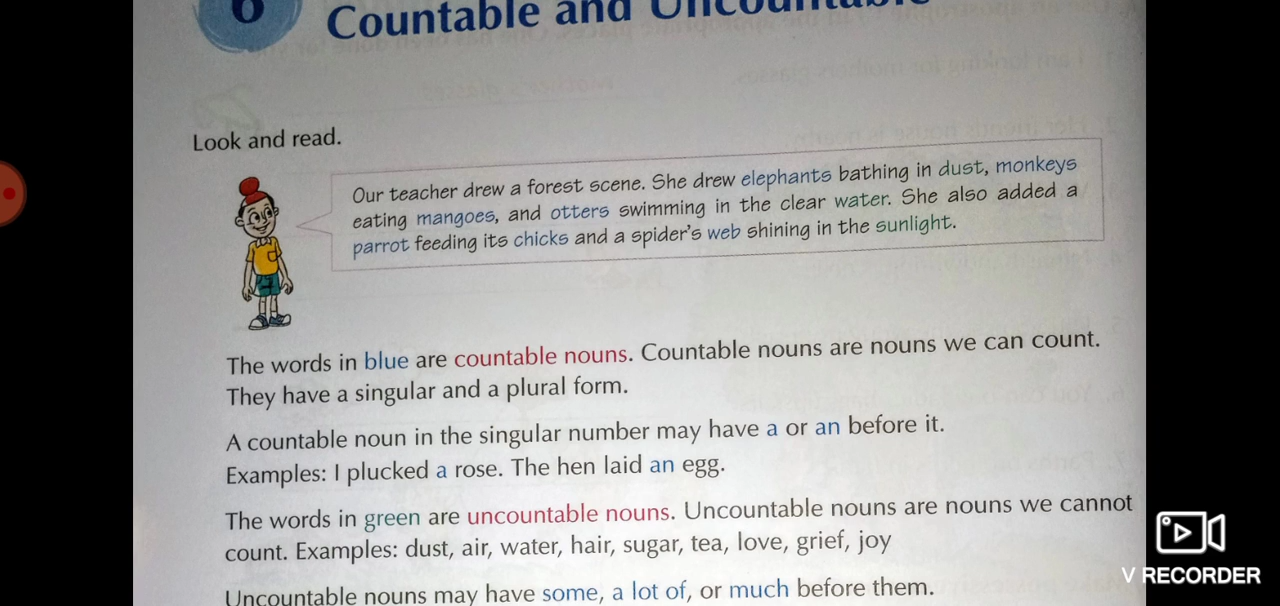 6
Countable and Uncountable
Look and read.
Our teacher drew a forest scene. She drew elephants bathing in dust, monkeys
eating mangoes, and otters swimming in the clear water. She also added a
parrot feeding its chicks and a spider's web shining in the sunlight.
The words in blue are countable nouns. Countable nouns are nouns we can count.
They have a singular and a plural form.
A countable noun in the singular number may have a or an before it.
Examples: I plucked a rose. The hen laid an egg.
The words in green are uncountable nouns. Uncountable nouns are nouns we cannot
count. Examples: dust, air, water, hair, sugar, tea, love, grief, joy
Uncountable nouns may have some, a lot of, or much before them.
V RECORDER